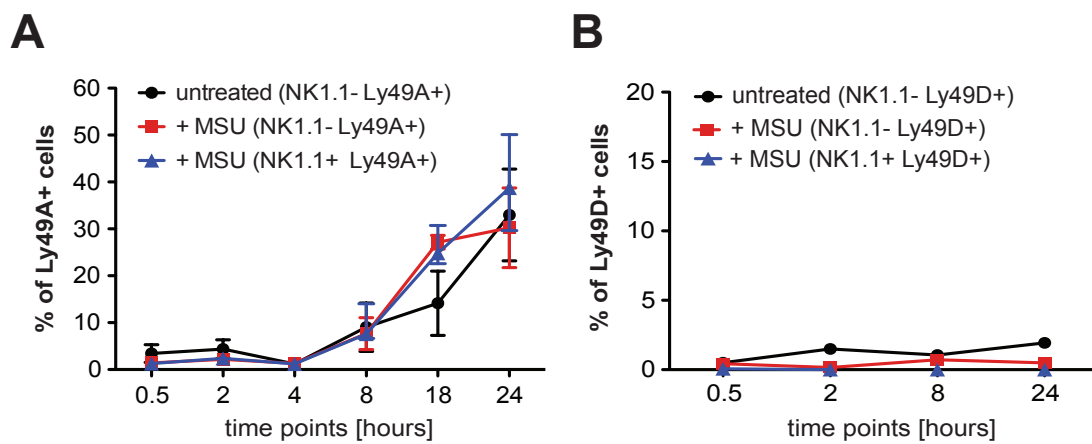 A
% of Ly49A+ cells
60
50
40
30
20
10
0
untreated (NK1.1- Ly49A+)
+ MSU (NK1.1- Ly49A+)
+ MSU (NK1.1+ Ly49A+)
0.5 2 4 8 18 24
time points [hours]
B
% of Ly49D+ cells
20
15
10
5
0
untreated (NK1.1- Ly49D+)
+ MSU (NK1.1- Ly49D+)
+ MSU (NK1.1+ Ly49D+)
0.5 2 8 24
time points [hours]